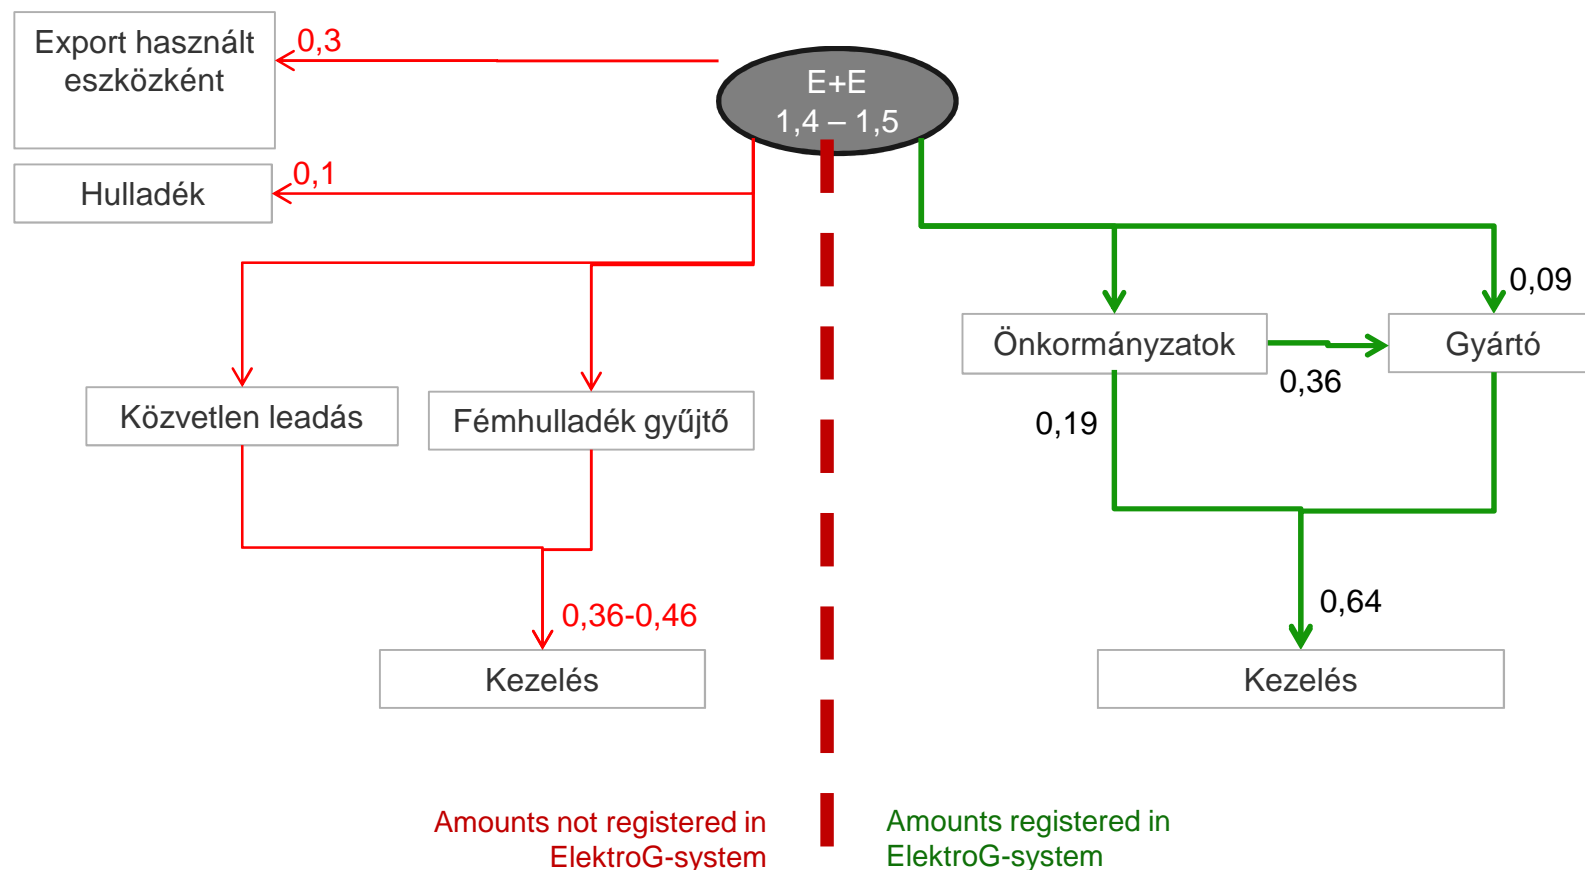 Export használt
eszközként
0,3
E+E
1,4 – 1,5
Hulladék
0,1
0,09
Önkormányzatok
Gyártó
0,36
Közvetlen leadás
Fémhulladék gyűjtő
0,19
0,36-0,46
0,64
Kezelés
Kezelés
Amounts not registered in
ElektroG-system
Amounts registered in
ElektroG-system